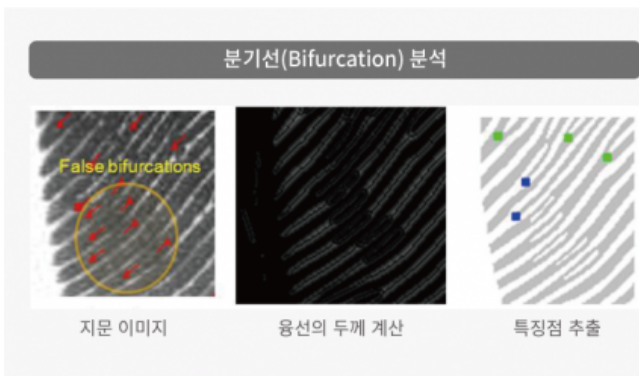 분기선(Bifurcation) 분석
False bifurcations
지문 이미지
융선의 두께 계산
특징점 추출